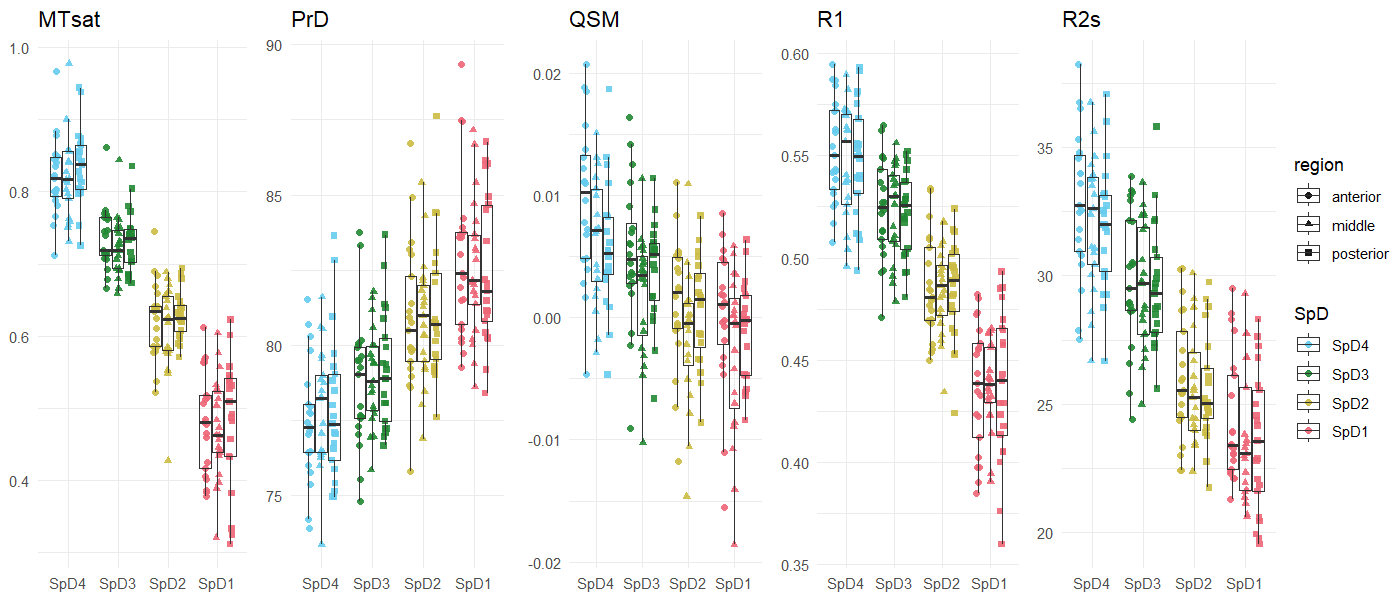 MTsat
1.0
0.8
0.6
0.4
SpD4 SpD3 SpD2 SpD1
PrD
90
85
80
75
SpD4 SpD3 SpD2 SpD1
QSM
0.02
0.01
0.00
-0.01
-0.02
SpD4 SpD3 SpD2 SpD1
R1
0.60
0.55
0.50
0.45
0.40
0.35
SpD4 SpD3 SpD2 SpD1
R2s
35
30
25
20
SpD4 SpD3 SpD2 SpD1
region
anterior
middle
posterior
SpD
SpD4
SpD3
SpD2
SpD1